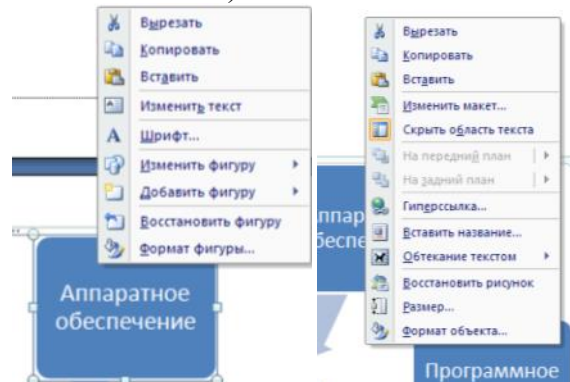 Вырезать
Копировать
Вставить
Изменить текст
Шрифт...
Изменить фигуру
Добавить фигуру
Восстановить фигуру
Формат фигуры...
Аппаратное
обеспечение
Вырезать
Копировать
Вставить
Изменить макет...
Скрыть область текста
На передний план
На задний план
Гиперссылка...
Вставить название...
Обтекание текстом
Восстановить рисунок
Размер...
Формат объекта...
Программное